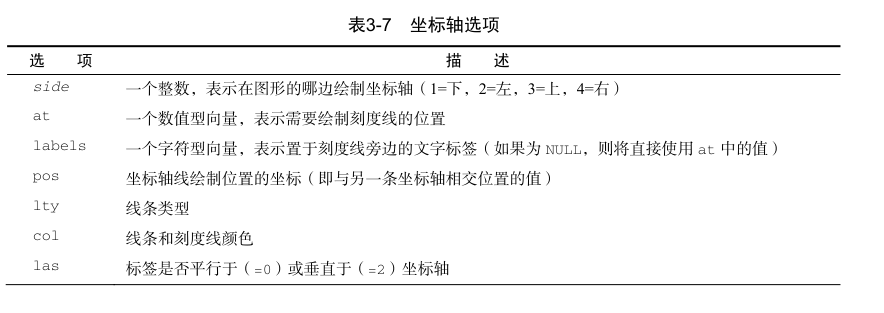 表3-7 坐标轴选项
选 项 描 述
side 一个整数，表示在图形的哪边绘制坐标轴（1=下，2=左，3=上，4=右）
at 一个数值型向量，表示需要绘制刻度线的位置
labels 一个字符型向量，表示置于刻度线旁边的文字标签（如果为 NULL，则将直接使用 at 中的值）
pos 坐标轴线绘制位置的坐标（即与另一条坐标轴相交位置的值）
lty 线条类型
col 线条和刻度线颜色
las 标签是否平行于（=0）或垂直于（=2）坐标轴